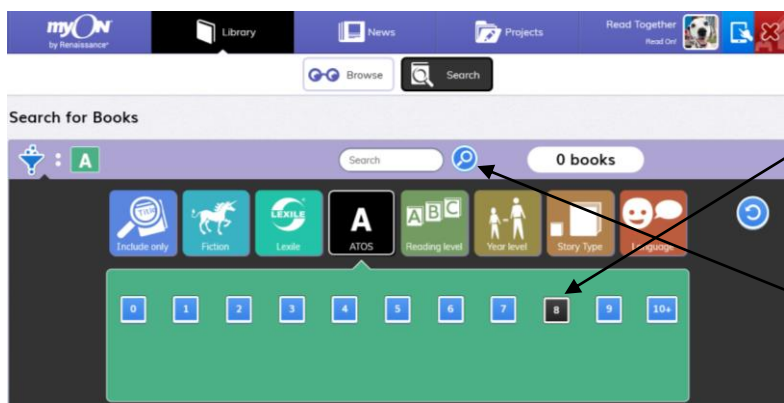 myON
by Renaissance
Library
News
Projects
Read Together
Read On!
Browse
Search
Search for Books
: A
Search
0 books
Title
LEXILE
A
ABC
Include only
Fiction
Lexile
ATOS
Reading level
Year level
Story Type
Language
0 1 2 3 4 5 6 7 8 9 10+